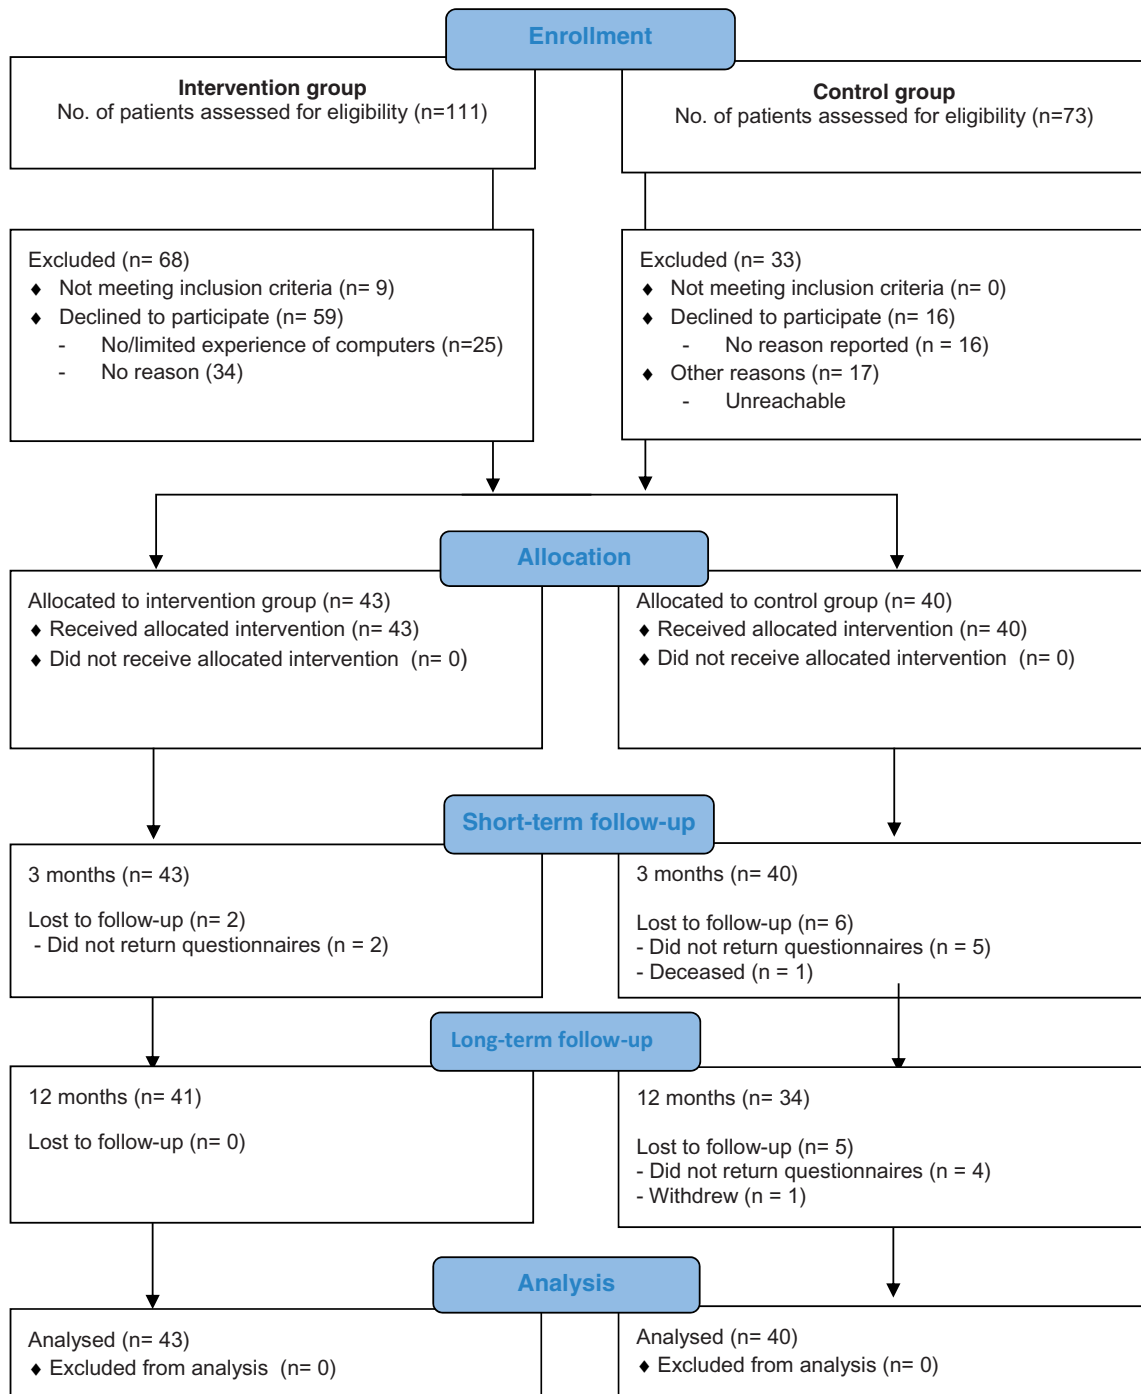 Enrollment
Intervention group
No. of patients assessed for eligibility (n=111)
Control group
No. of patients assessed for eligibility (n=73)
Excluded (n= 68)
♦ Not meeting inclusion criteria (n= 9)
♦ Declined to participate (n= 59)
- No/limited experience of computers (n=25)
- No reason (34)
Excluded (n= 33)
♦ Not meeting inclusion criteria (n= 0)
♦ Declined to participate (n= 16)
- No reason reported (n = 16)
♦ Other reasons (n= 17)
- Unreachable
Allocation
Allocated to intervention group (n= 43)
♦ Received allocated intervention (n= 43)
♦ Did not receive allocated intervention (n= 0)
Allocated to control group (n= 40)
♦ Received allocated intervention (n= 40)
♦ Did not receive allocated intervention (n= 0)
Short-term follow-up
3 months (n= 43)
Lost to follow-up (n= 2)
- Did not return questionnaires (n = 2)
3 months (n= 40)
Lost to follow-up (n= 6)
- Did not return questionnaires (n = 5)
- Deceased (n = 1)
Long-term follow-up
12 months (n= 41)
Lost to follow-up (n= 0)
12 months (n= 34)
Lost to follow-up (n= 5)
- Did not return questionnaires (n = 4)
- Withdrew (n = 1)
Analysis
Analysed (n= 43)
♦ Excluded from analysis (n= 0)
Analysed (n= 40)
♦ Excluded from analysis (n= 0)